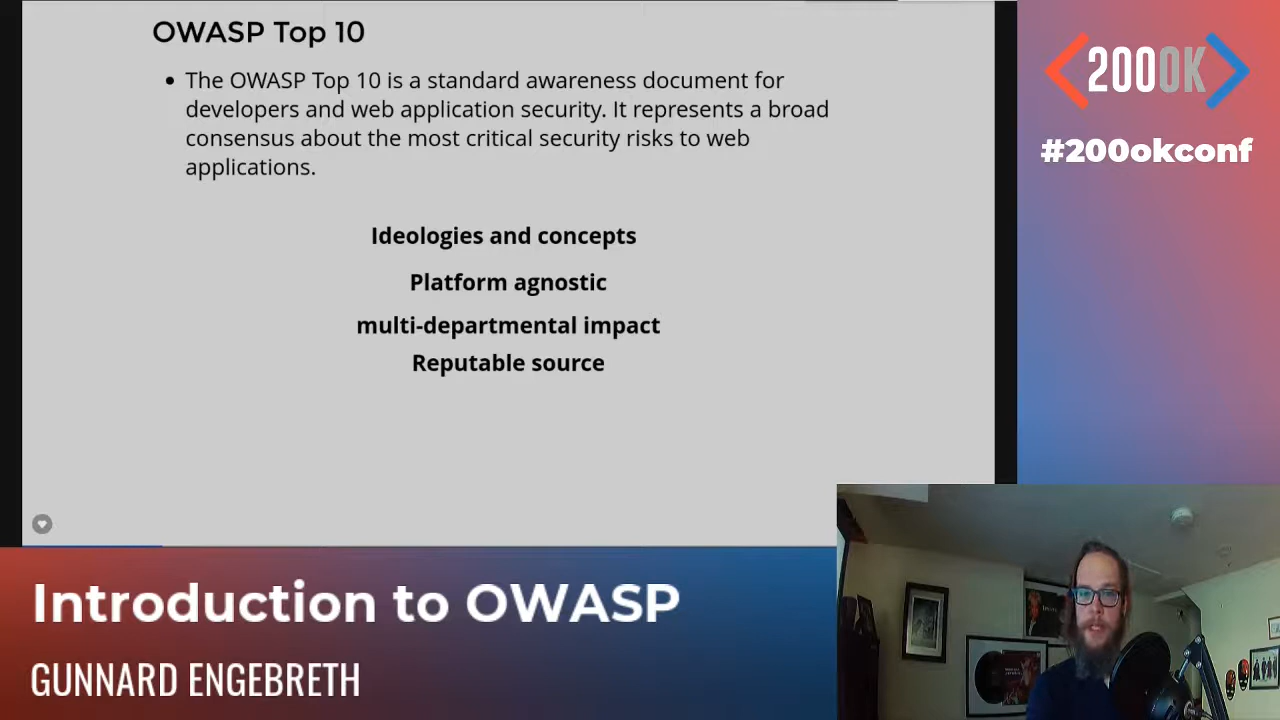 OWASP Top 10
• The OWASP Top 10 is a standard awareness document for
developers and web application security. It represents a broad
consensus about the most critical security risks to web
applications.
Ideologies and concepts
Platform agnostic
multi-departmental impact
Reputable source
200OK
#200okconf
Introduction to OWASP
GUNNARD ENGEBRETH